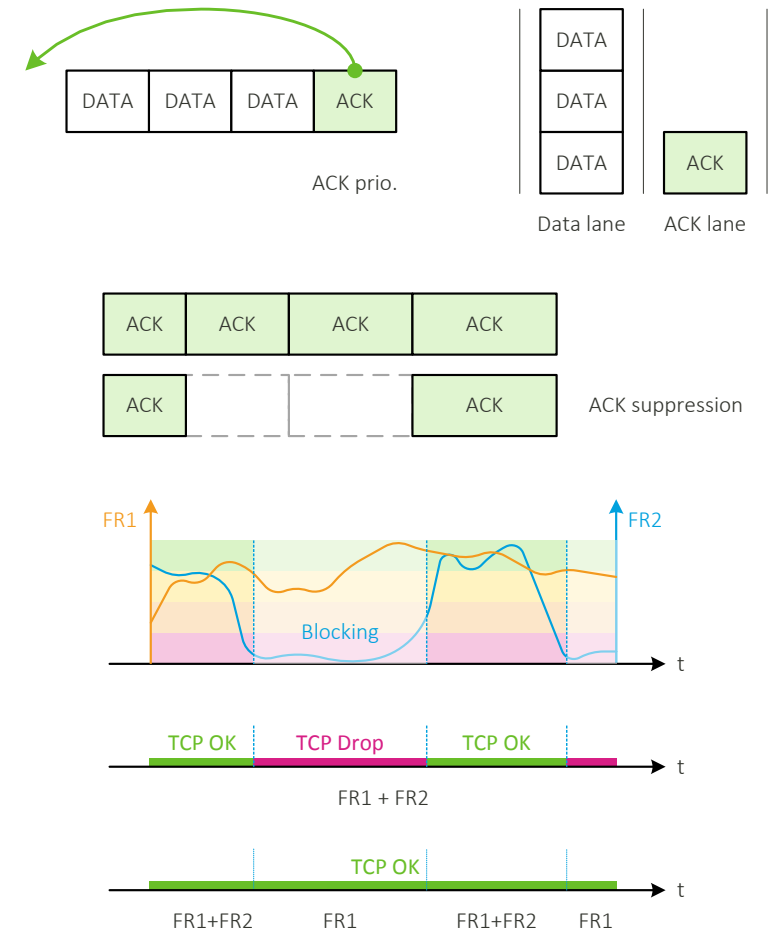 DATA DATA DATA ACK
ACK prio.
DATA
DATA
DATA ACK
Data lane ACK lane
ACK ACK ACK ACK
ACK ACK ACK suppression
FR1 FR2
Blocking
t
TCP OK TCP Drop TCP OK
t
FR1 + FR2
TCP OK
t
FR1+FR2 FR1 FR1+FR2 FR1